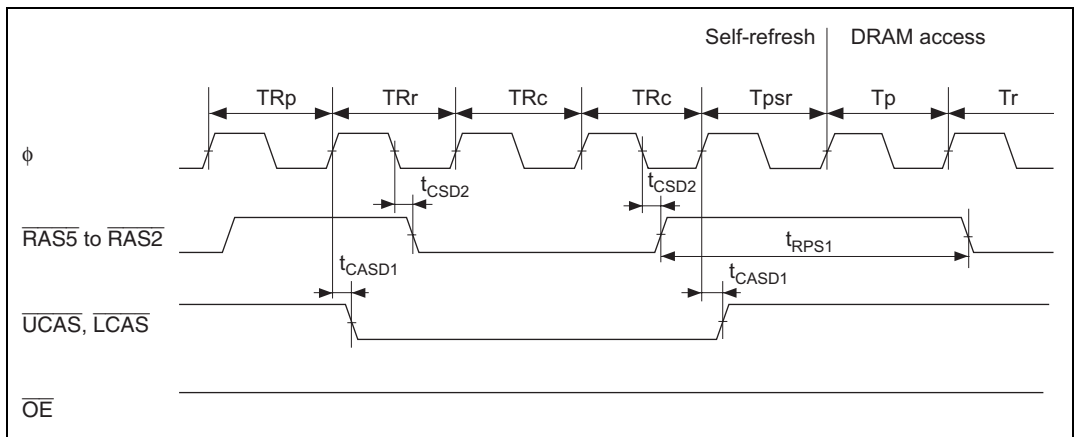 Self-refresh DRAM access
TRp TRr TRc TRc Tpsr Tp Tr
ϕ
tCSD2 tCSD2
RAS5 to RAS2
tRPS1
tCASD1 tCASD1
UCAS, LCAS
OE